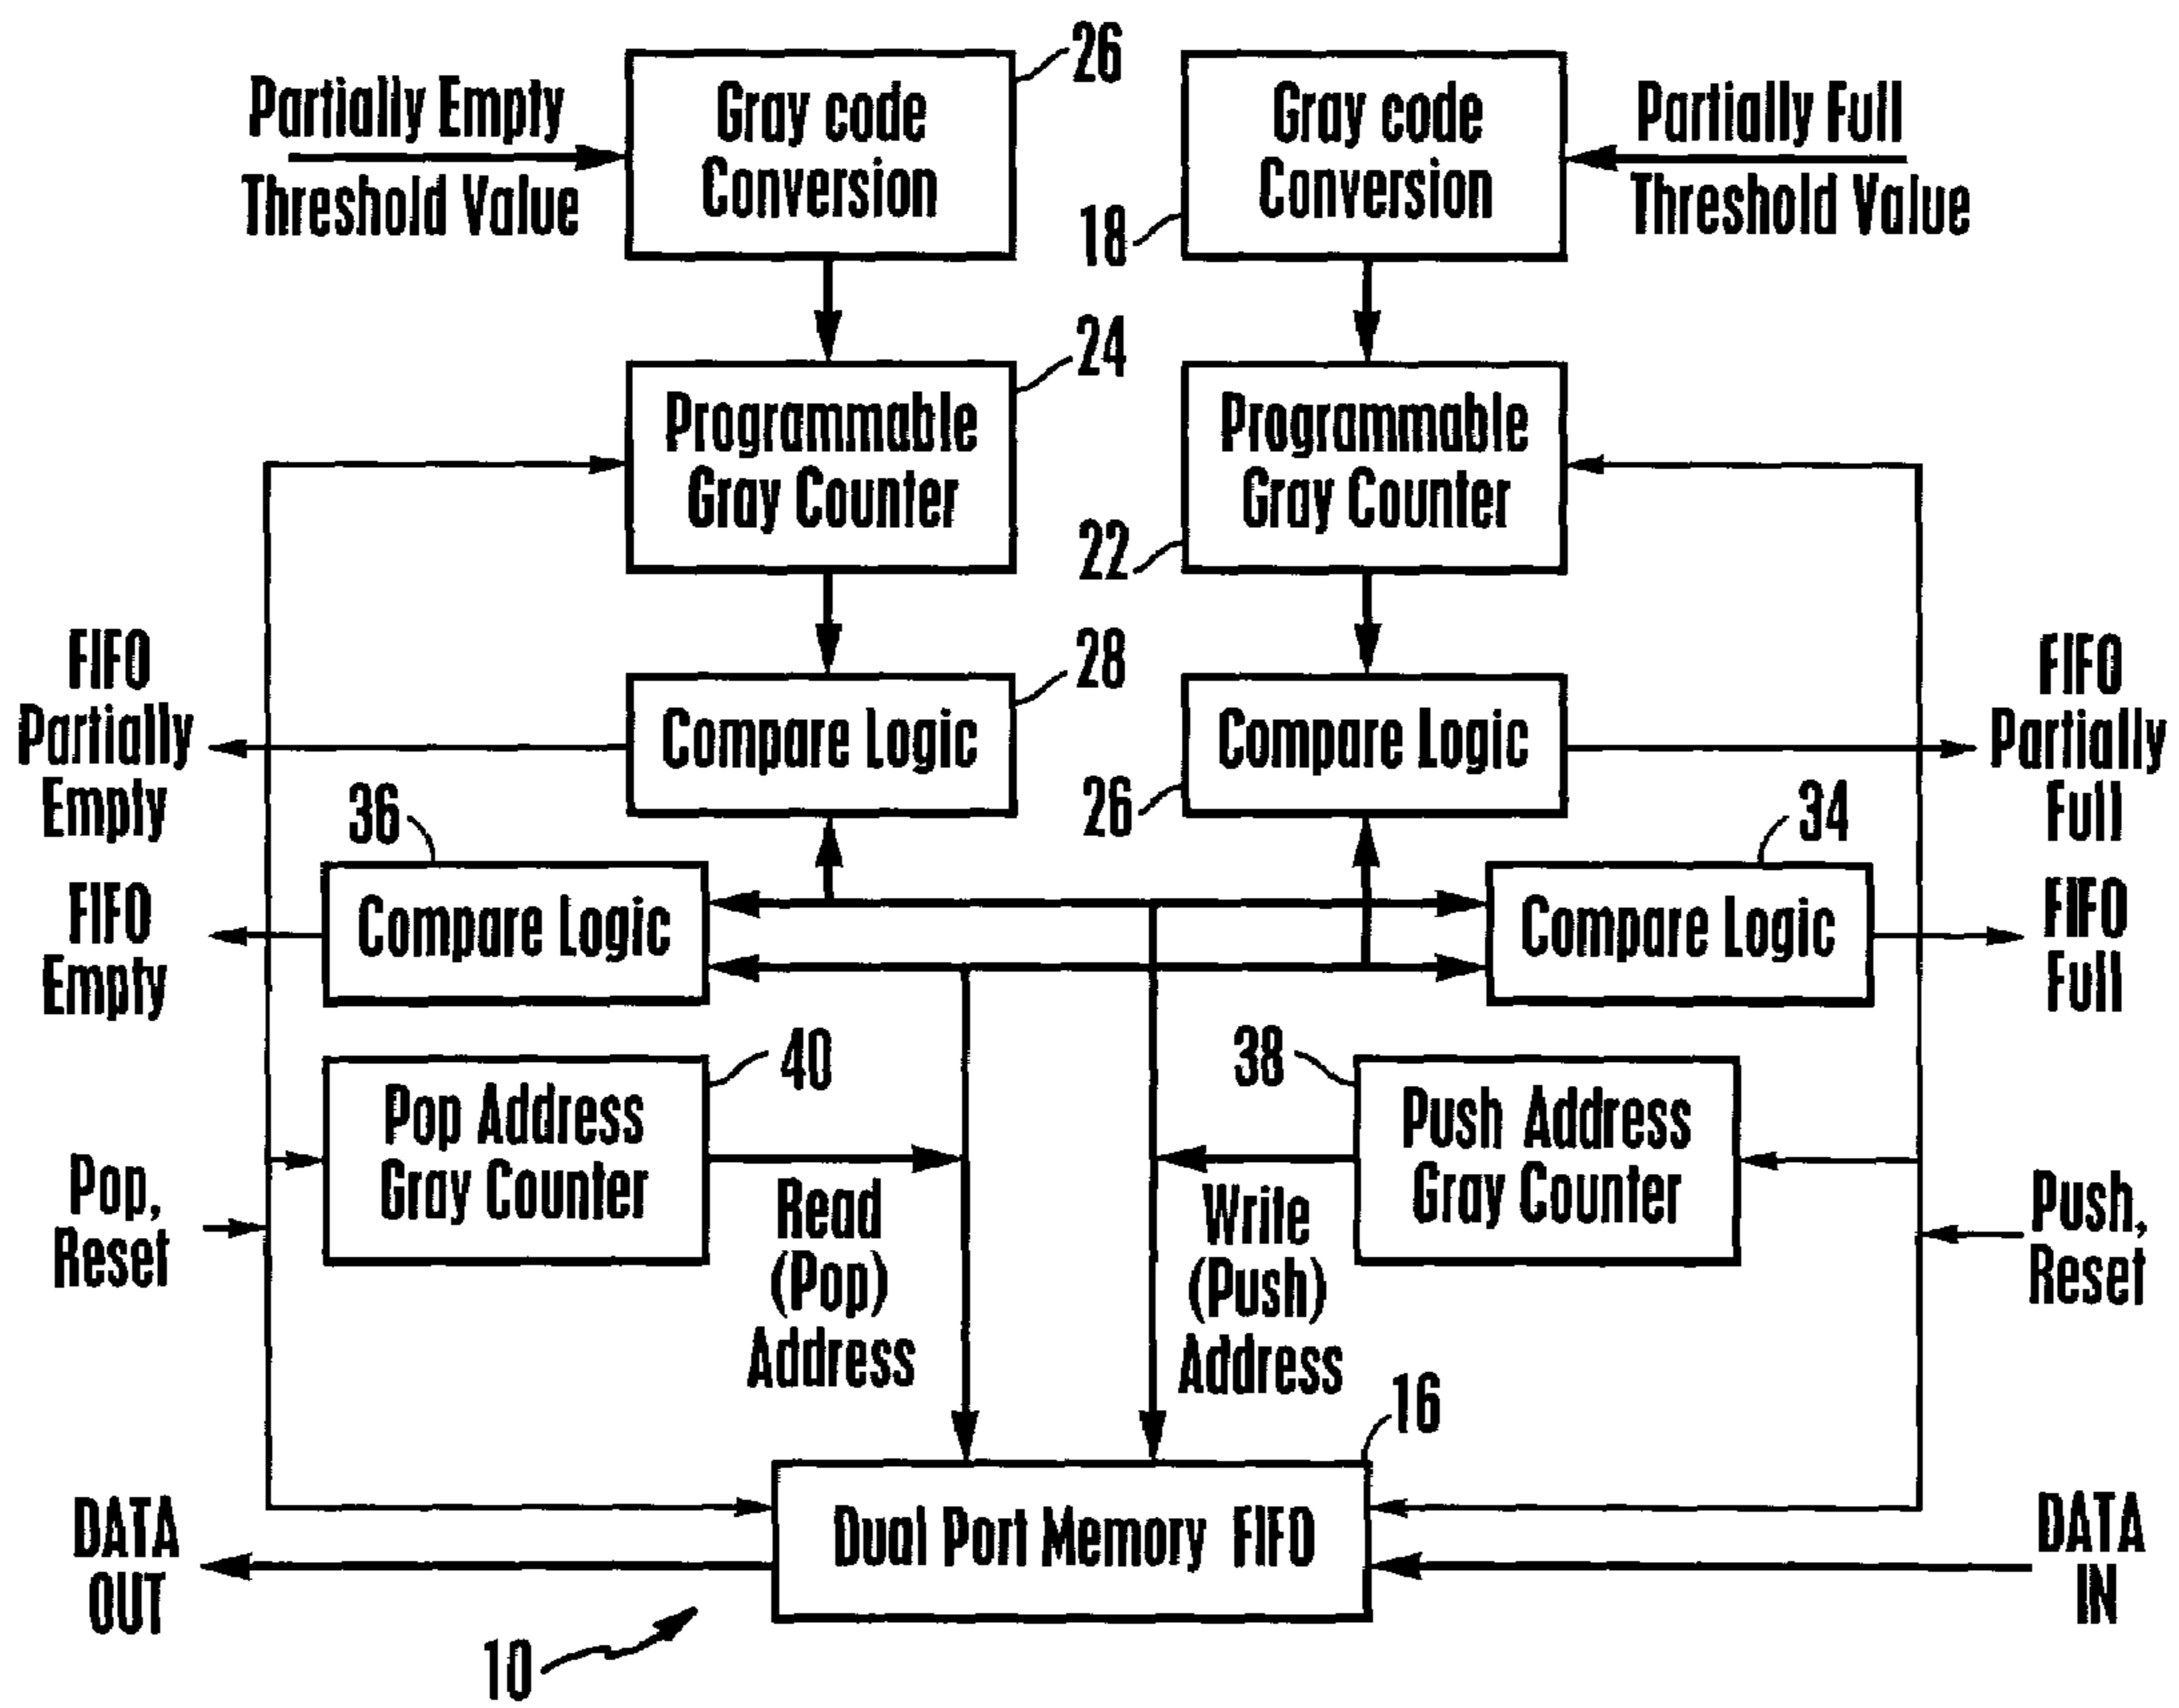 26
Partially Empty
Threshold Value
Gray code
Conversion
Gray code
Conversion
18
Partially Full
Threshold Value
24
Programmable
Gray Counter
Programmable
Gray Counter
22
28
FIFO
Partially
Empty
Compare Logic
Compare Logic
26
FIFO
Partially
Full
36
34
FIFO
Empty
Compare Logic
Compare Logic
FIFO
Full
40
38
Pop Address
Gray Counter
Push Address
Gray Counter
Pop,
Reset
Read
(Pop)
Address
Write
(Push)
Address
Push,
Reset
16
DATA
OUT
Dual Port Memory FIFO
DATA
IN
10